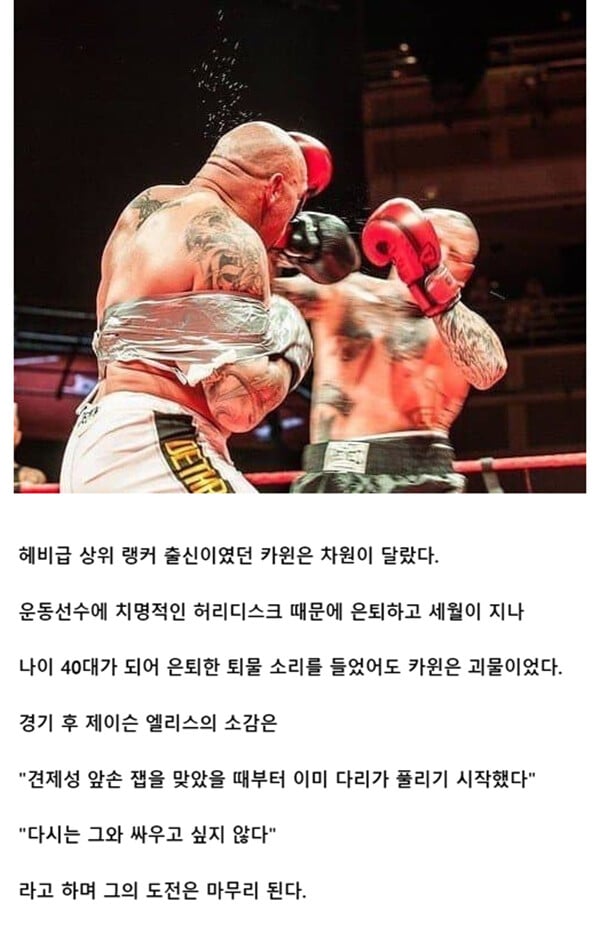 DETHR
헤비급 상위 랭커 출신이였던 카윈은 차원이 달랐다.
운동선수에 치명적인 허리디스크 때문에 은퇴하고 세월이 지나
나이 40대가 되어 은퇴한 퇴물 소리를 들었어도 카윈은 괴물이었다.
경기 후 제이슨 엘리스의 소감은
"견제성 앞손 잽을 맞았을 때부터 이미 다리가 풀리기 시작했다"
"다시는 그와 싸우고 싶지 않다"
라고 하며 그의 도전은 마무리 된다.